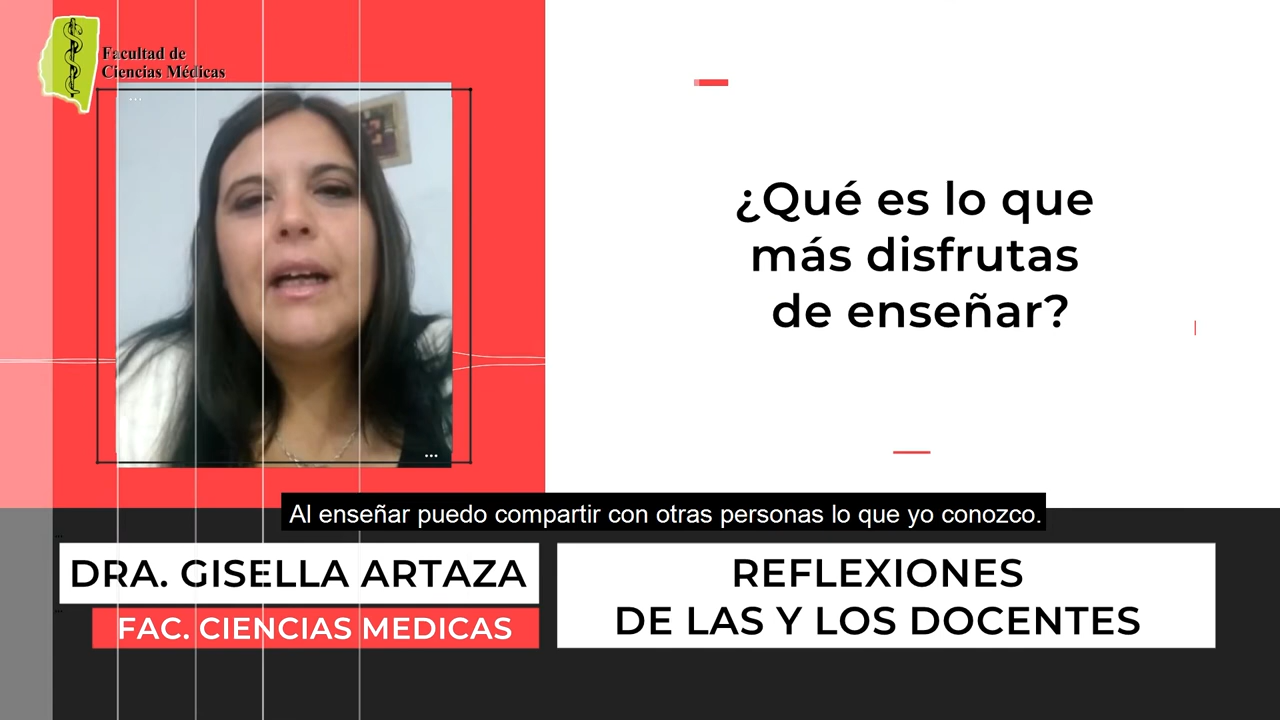 Facultad de
Ciencias Médicas
¿Qué es lo que
más disfrutas
de enseñar?
Al enseñar puedo compartir con otras personas lo que yo conozco.
DRA. GISELLA ARTAZA
FAC. CIENCIAS MEDICAS
REFLEXIONES
DE LAS Y LOS DOCENTES